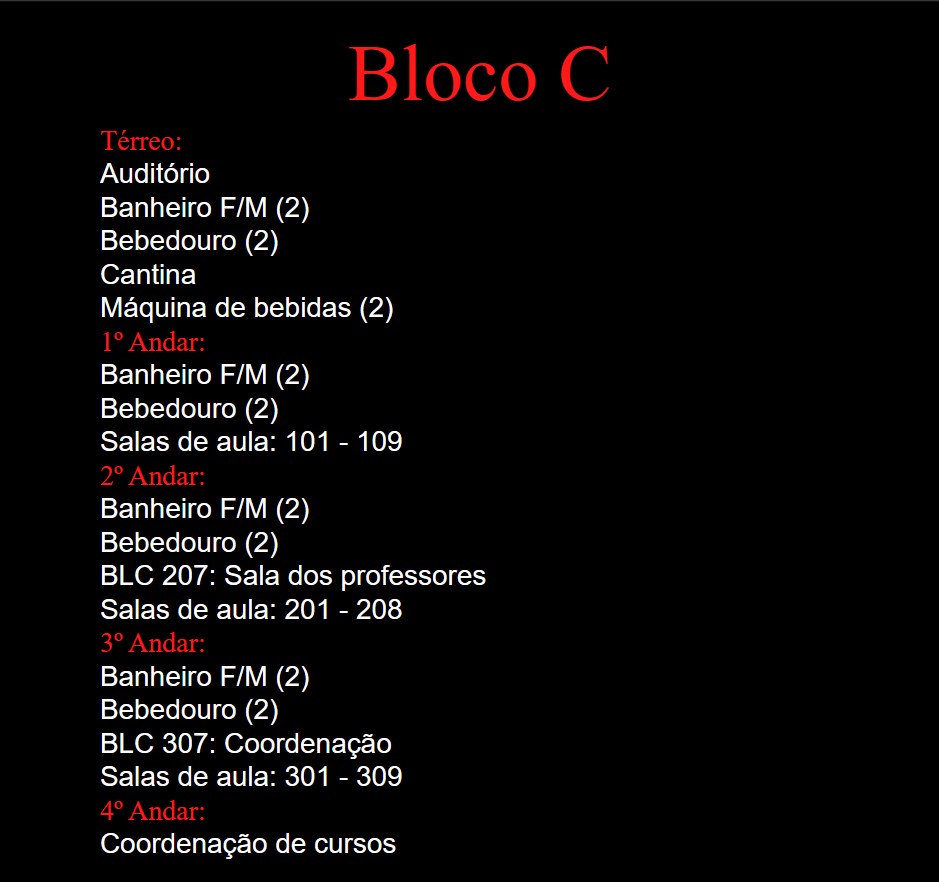 Bloco C
Térreo:
Auditório
Banheiro F/M (2)
Bebedouro (2)
Cantina
Máquina de bebidas (2)
1º Andar:
Banheiro F/M (2)
Bebedouro (2)
Salas de aula: 101 - 109
2º Andar:
Banheiro F/M (2)
Bebedouro (2)
BLC 207: Sala dos professores
Salas de aula: 201 - 208
3º Andar:
Banheiro F/M (2)
Bebedouro (2)
BLC 307: Coordenação
Salas de aula: 301 - 309
4º Andar:
Coordenação de cursos